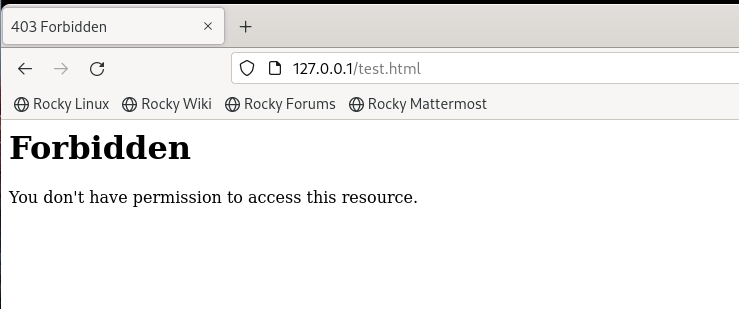 403 Forbidden
127.0.0.1/test.html
Rocky Linux Rocky Wiki Rocky Forums Rocky Mattermost
Forbidden
You don't have permission to access this resource.